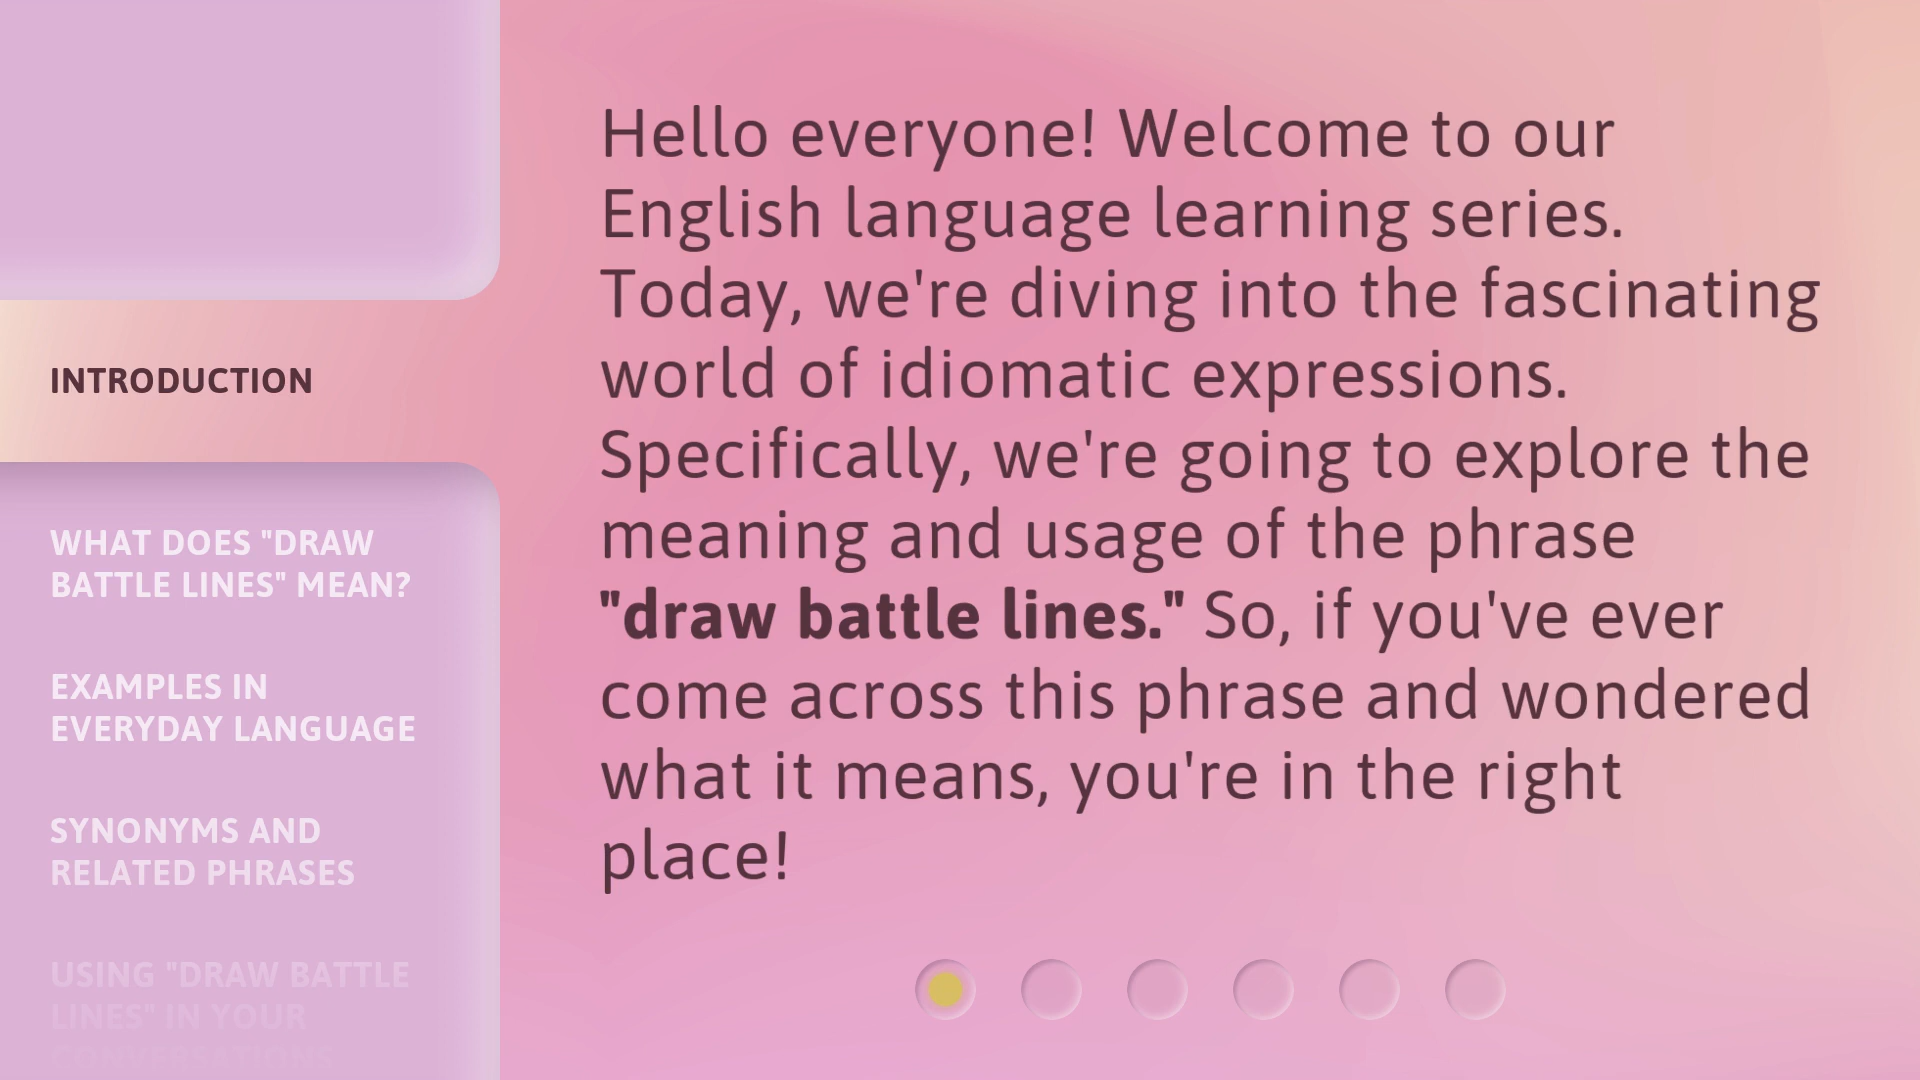 INTRODUCTION
WHAT DOES "DRAW
BATTLE LINES" MEAN?
EXAMPLES IN
EVERYDAY LANGUAGE
SYNONYMS AND
RELATED PHRASES
USING "DRAW BATTLE
LINES" IN YOUR
CONVERSATIONS
Hello everyone! Welcome to our
English language learning series.
Today, we're diving into the fascinating
world of idiomatic expressions.
Specifically, we're going to explore the
meaning and usage of the phrase
"draw battle lines." So, if you've ever
come across this phrase and wondered
what it means, you're in the right
place!